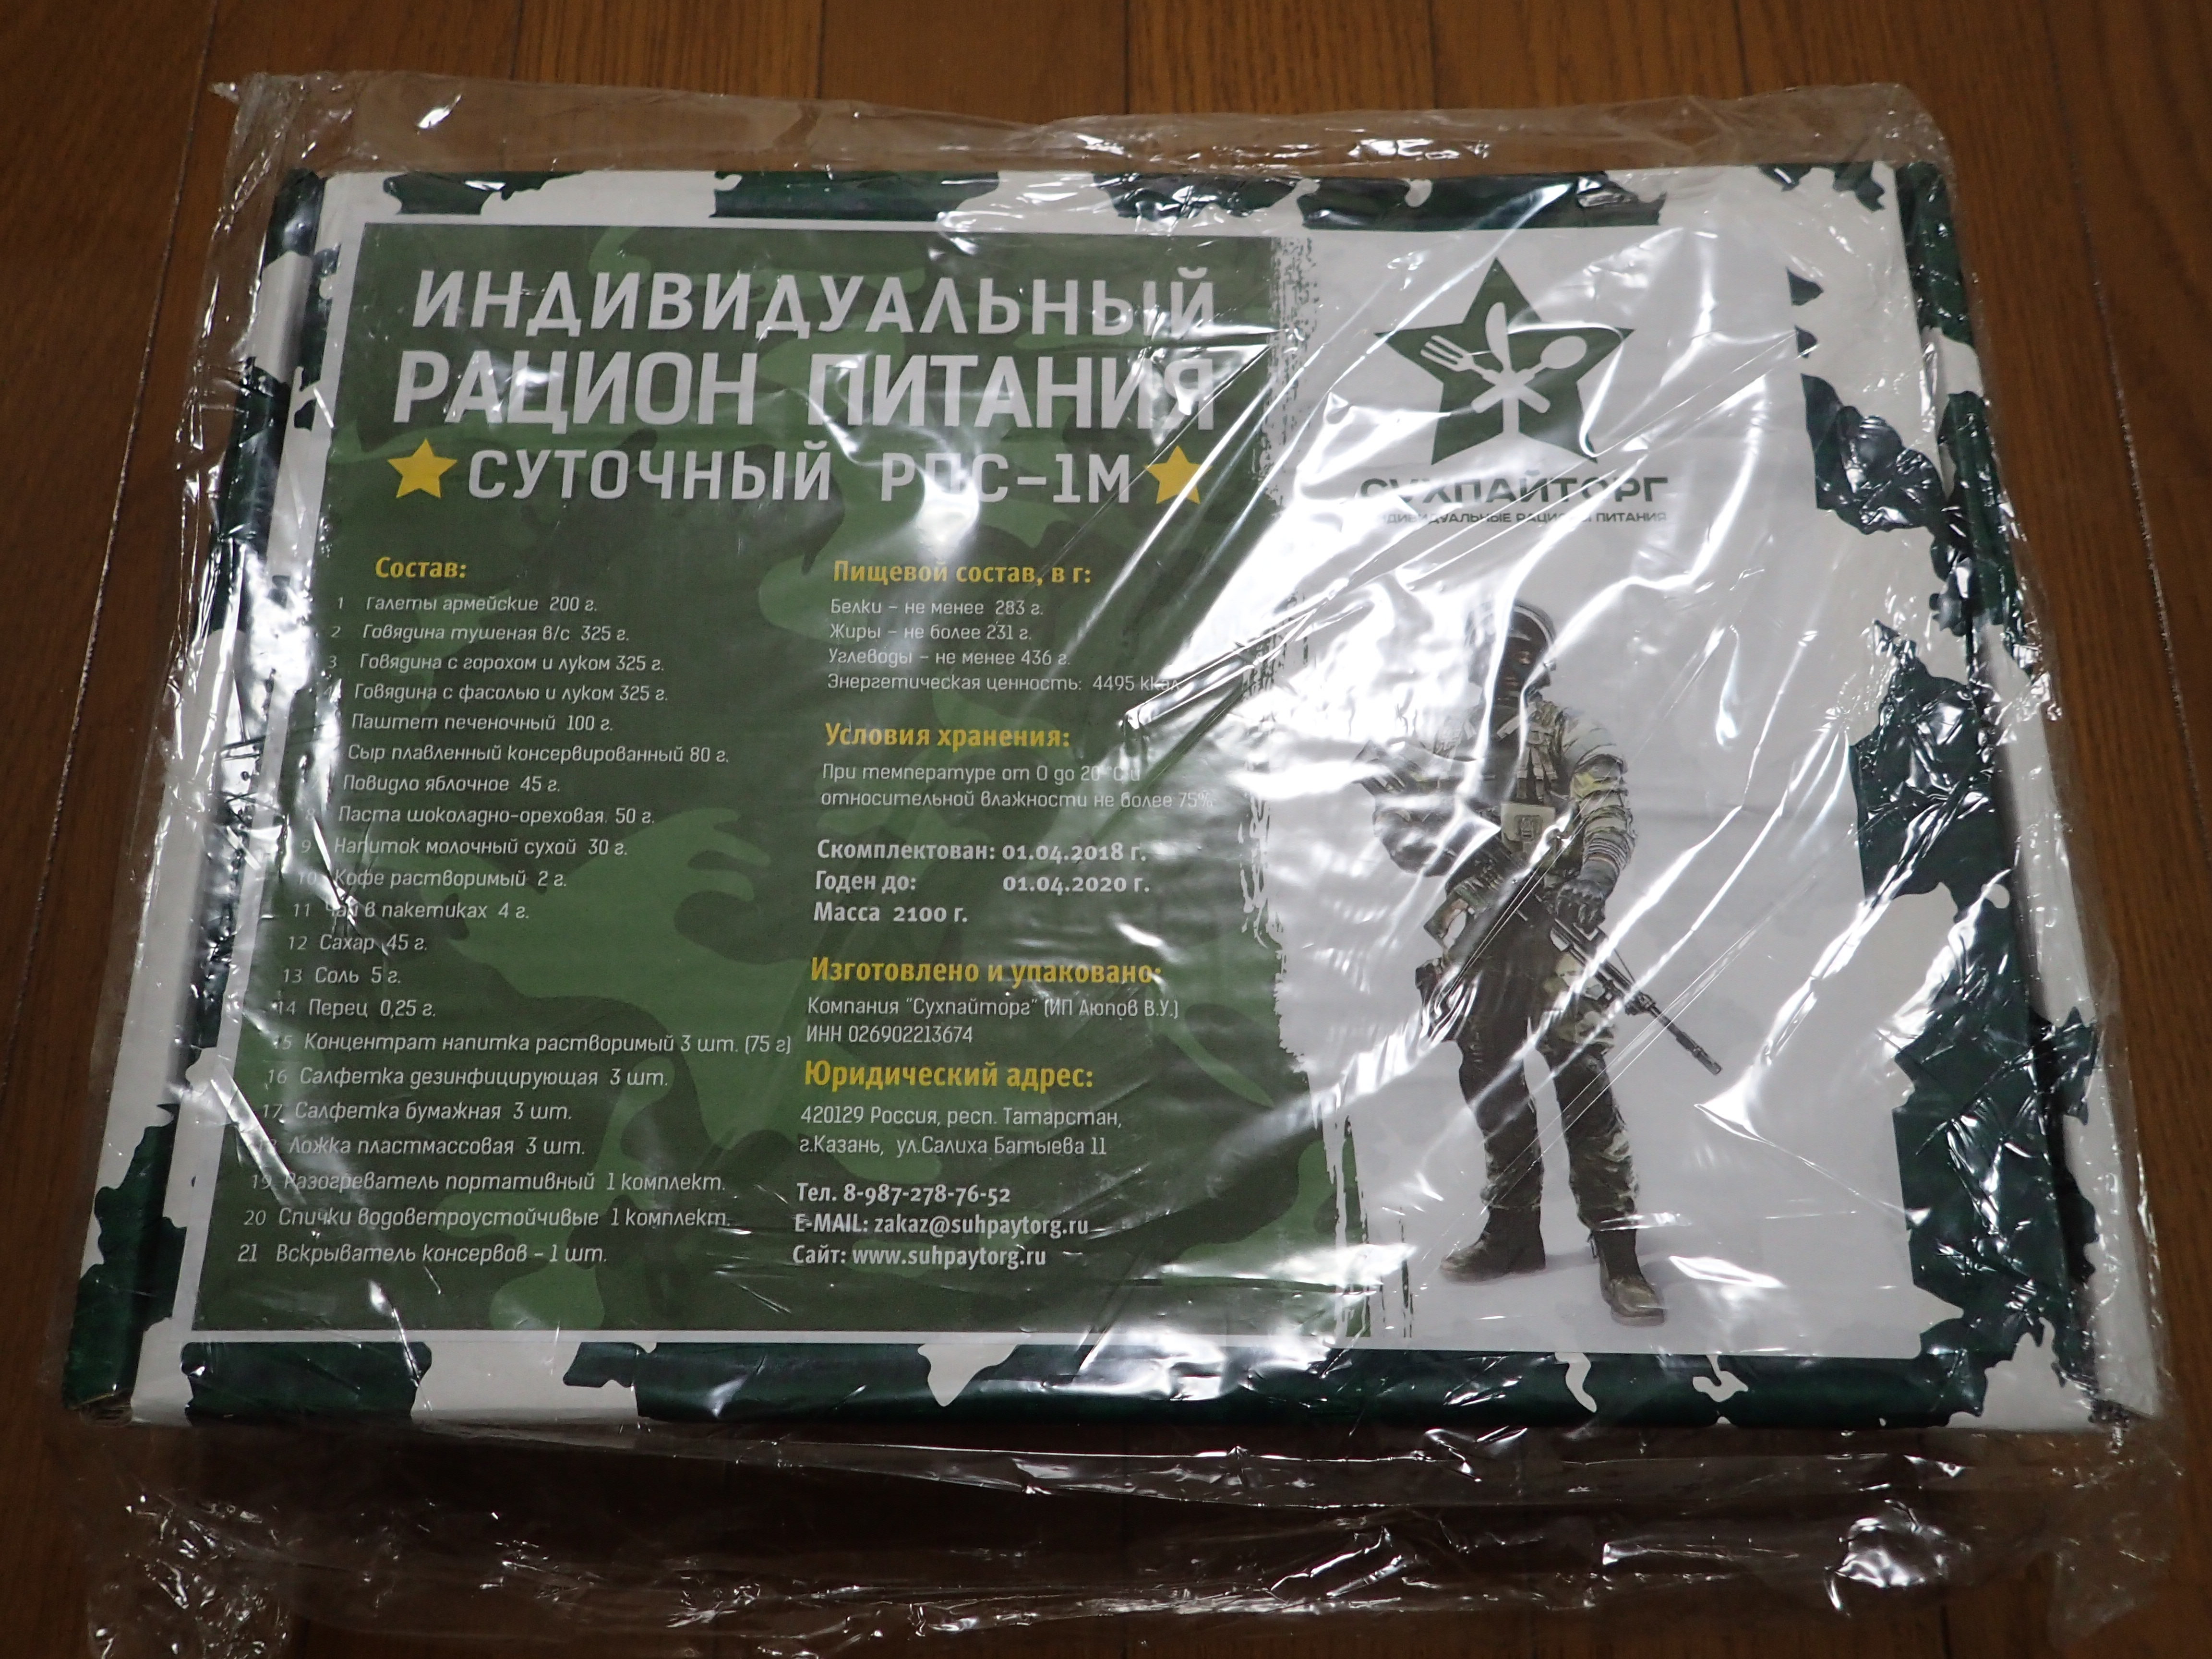 ИНДИВИДУАЛЬНЫЙ
РАЦИОН ПИТАНИЯ
СУТОЧНЫЙ РПС-1М
СУХПАЙТОРГ
ИНДИВИДУАЛЬНЫЕ РАЦИОНЫ ПИТАНИЯ
Состав:
1 Галеты армейские 200 г.
2 Говядина тушеная в/с 325 г.
3 Говядина с горохом и луком 325 г.
Говядина с фасолью и луком 325 г.
Паштет печеночный 100 г.
Сыр плавленный консервированный 80 г.
Повидло яблочное 45 г.
Паста шоколадно-ореховая. 50 г.
9 Напиток молочный сухой 30 г.
10 Кофе растворимый 2 г.
11 Чай в пакетиках 4 г.
12 Сахар 45 г.
13 Соль 5 г.
14 Перец 0,25 г.
15 Концентрат напитка растворимый 3 шт. (75 г)
16 Салфетка дезинфицирующая 3 шт.
17 Салфетка бумажная 3 шт.
Ложка пластмассовая 3 шт.
19 Разогреватель портативный 1 комплект.
20 Спички водоветроустойчивые 1 комплект.
21 Вскрыватель консервов - 1 шт.
Пищевой состав, в г:
Белки – не менее 283 г.
Жиры – не более 231 г.
Углеводы – не менее 436 г.
Энергетическая ценность: 4495 kкал
Условия хранения:
При температуре от 0 до 20 °С и
относительной влажности не более 75%
Скомплектован: 01.04.2018 г.
Годен до: 01.04.2020 г.
Масса 2100 г.
Изготовлено и упаковано:
Компания "Сухпайторг" (ИП Аюпов В.У.)
ИНН 026902213674
Юридический адрес:
420129 Россия, респ. Татарстан,
г.Казань, ул.Салиха Батыева 11
Тел. 8-987-278-76-52
E-MAIL: zakaz@suhpaytorg.ru
Сайт: www.suhpaytorg.ru